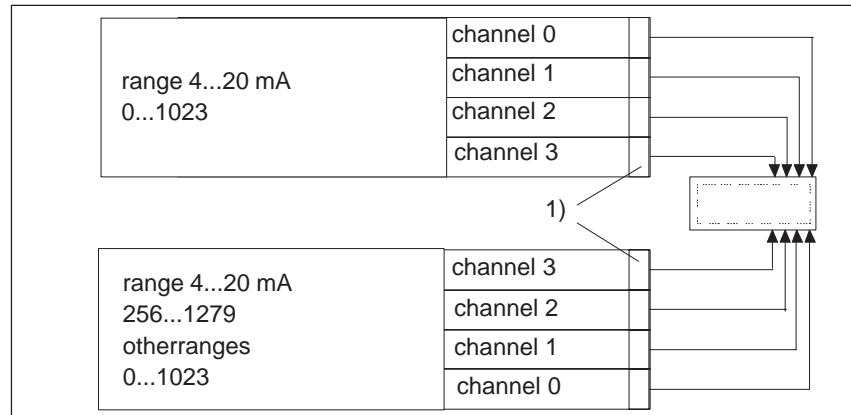 range 4...20 mA
0...1023
channel 0
channel 1
channel 2
channel 3
1)
range 4...20 mA
256...1279
otherranges
0...1023
channel 3
channel 2
channel 1
channel 0